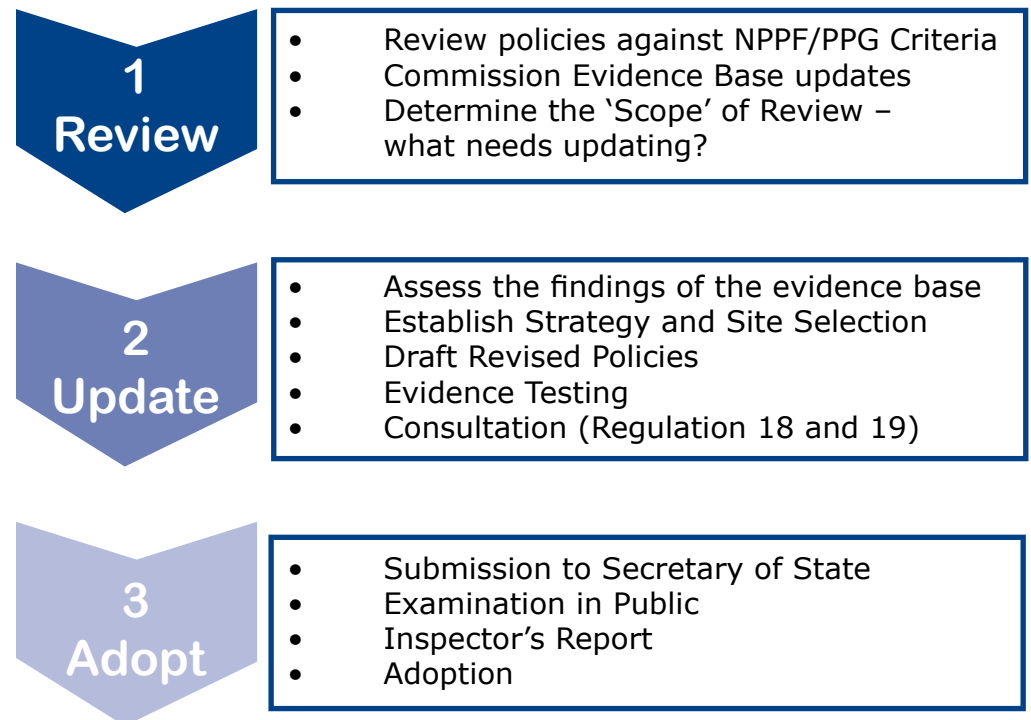 1
Review
• Review policies against NPPF/PPG Criteria
• Commission Evidence Base updates
• Determine the ‘Scope’ of Review –
what needs updating?
2
Update
• Assess the findings of the evidence base
• Establish Strategy and Site Selection
• Draft Revised Policies
• Evidence Testing
• Consultation (Regulation 18 and 19)
3
Adopt
• Submission to Secretary of State
• Examination in Public
• Inspector’s Report
• Adoption